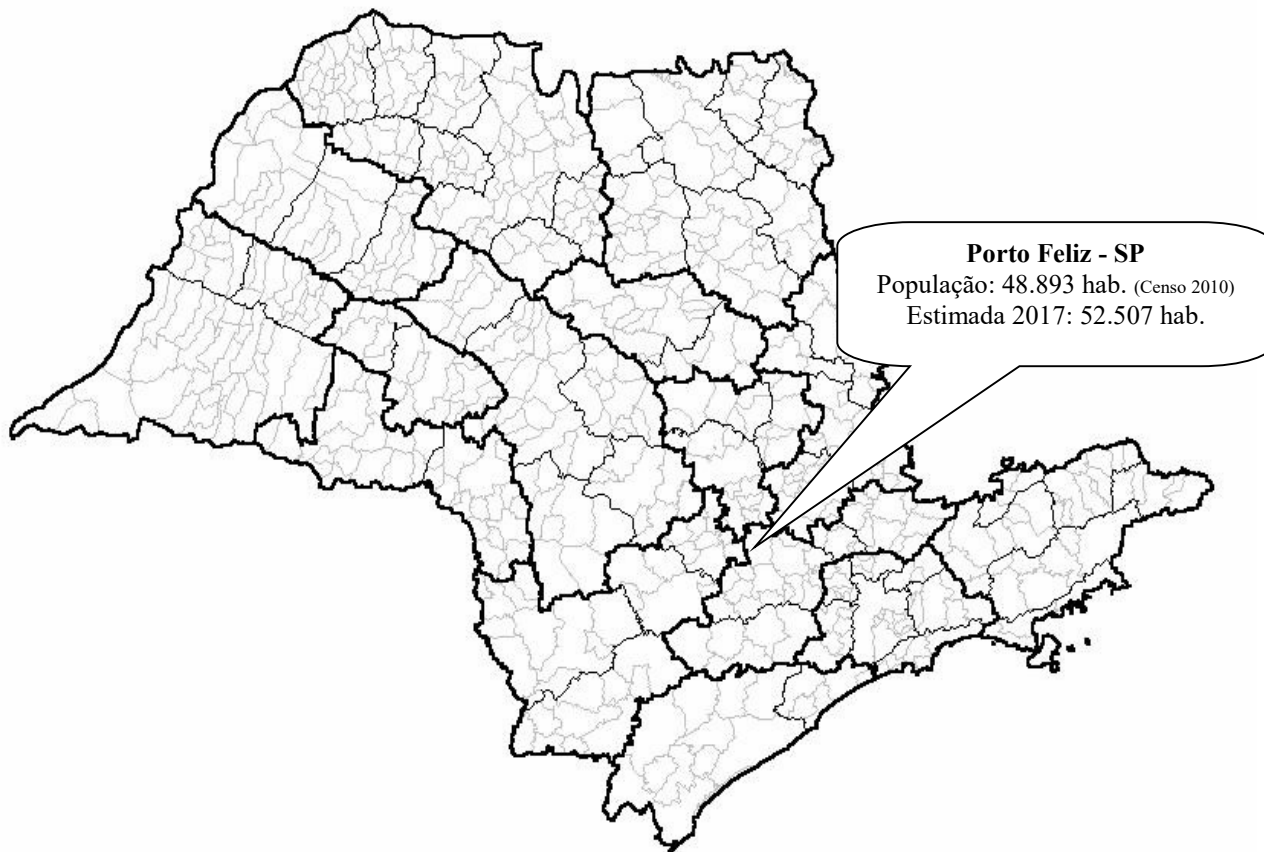 Porto Feliz - SP
População: 48.893 hab. (Censo 2010)
Estimada 2017: 52.507 hab.